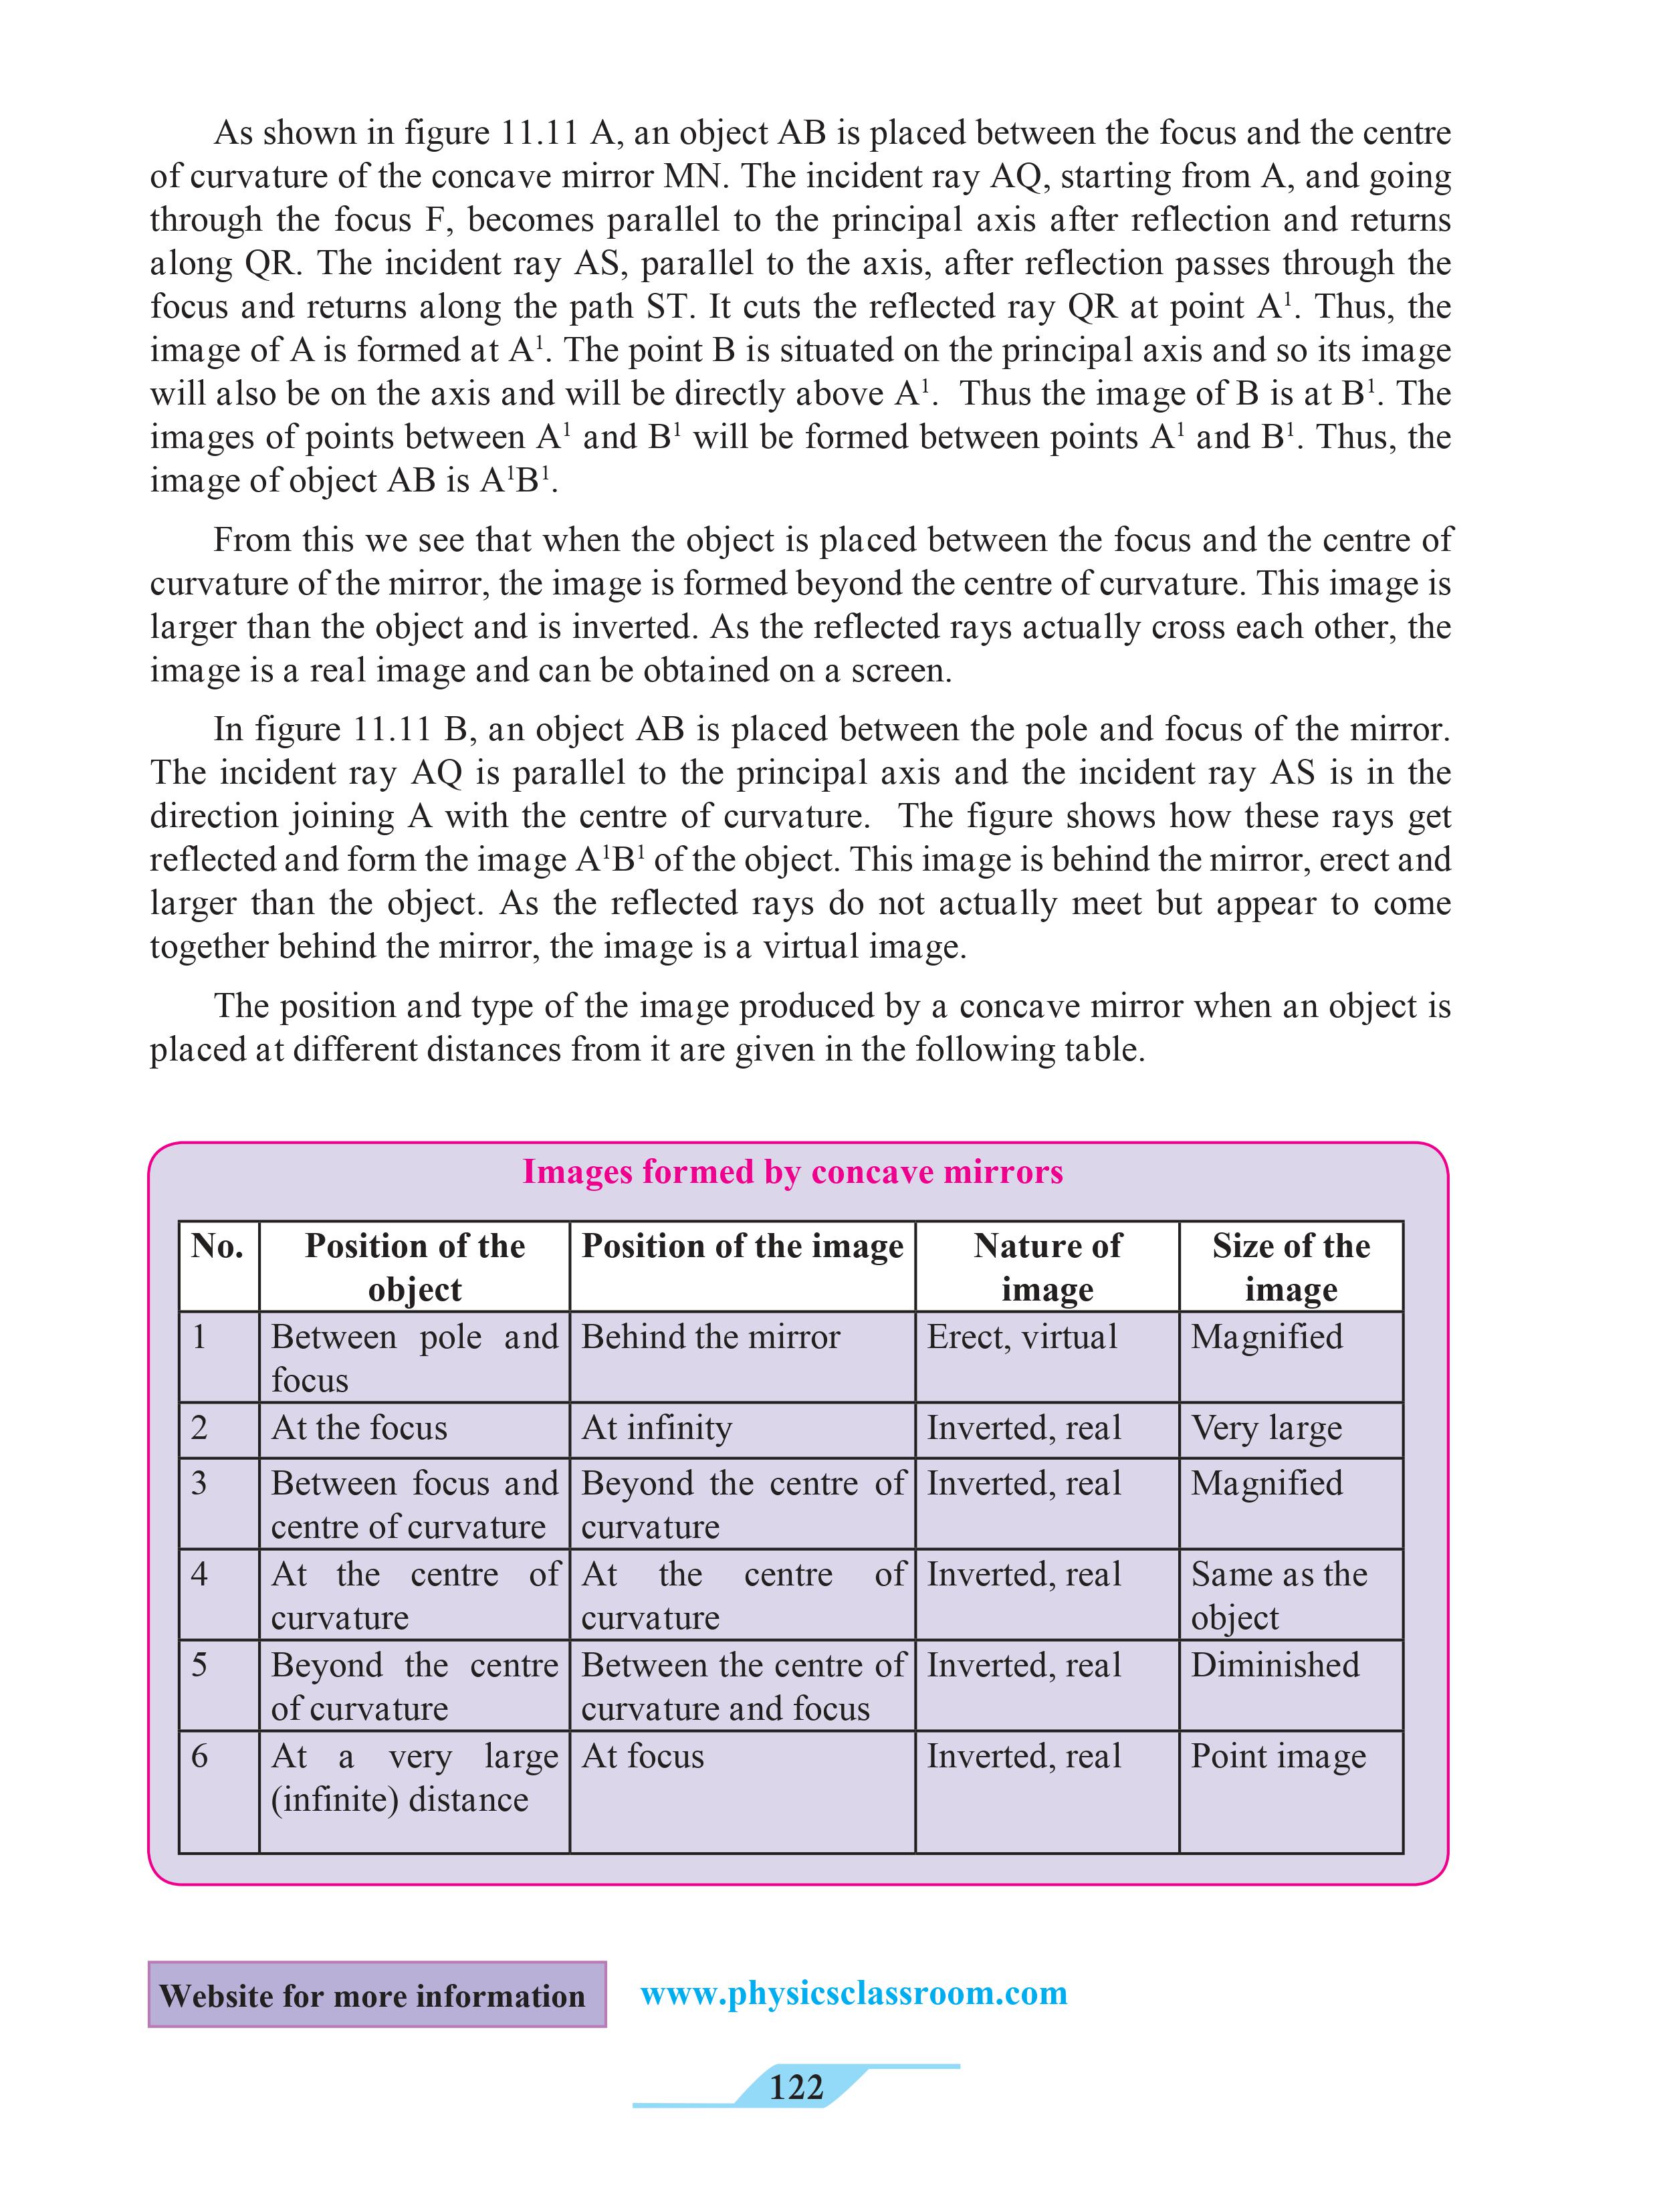 As shown in figure 11.11 A, an object AB is placed between the focus and the centre
of curvature of the concave mirror MN. The incident ray AQ, starting from A, and going
through the focus F, becomes parallel to the principal axis after reflection and returns
along QR. The incident ray AS, parallel to the axis, after reflection passes through the
focus and returns along the path ST. It cuts the reflected ray QR at point A¹. Thus, the
image of A is formed at A¹. The point B is situated on the principal axis and so its image
will also be on the axis and will be directly above A¹. Thus the image of B is at B¹. The
images of points between A¹ and B¹ will be formed between points A¹ and B¹. Thus, the
image of object AB is A¹B¹.
From this we see that when the object is placed between the focus and the centre of
curvature of the mirror, the image is formed beyond the centre of curvature. This image is
larger than the object and is inverted. As the reflected rays actually cross each other, the
image is a real image and can be obtained on a screen.
In figure 11.11 B, an object AB is placed between the pole and focus of the mirror.
The incident ray AQ is parallel to the principal axis and the incident ray AS is in the
direction joining A with the centre of curvature. The figure shows how these rays get
reflected and form the image A¹B¹ of the object. This image is behind the mirror, erect and
larger than the object. As the reflected rays do not actually meet but appear to come
together behind the mirror, the image is a virtual image.
The position and type of the image produced by a concave mirror when an object is
placed at different distances from it are given in the following table.
Images formed by concave mirrors
No. Position of the Position of the image Nature of Size of the
object image image
1 Between pole and Behind the mirror Erect, virtual Magnified
focus
2 At the focus At infinity Inverted, real Very large
3 Between focus and Beyond the centre of Inverted, real Magnified
centre of curvature curvature
4 At the centre of At the centre of Inverted, real Same as the
curvature curvature object
5 Beyond the centre Between the centre of Inverted, real Diminished
of curvature curvature and focus
6 At a very large At focus Inverted, real Point image
(infinite) distance
Website for more information www.physicsclassroom.com
122